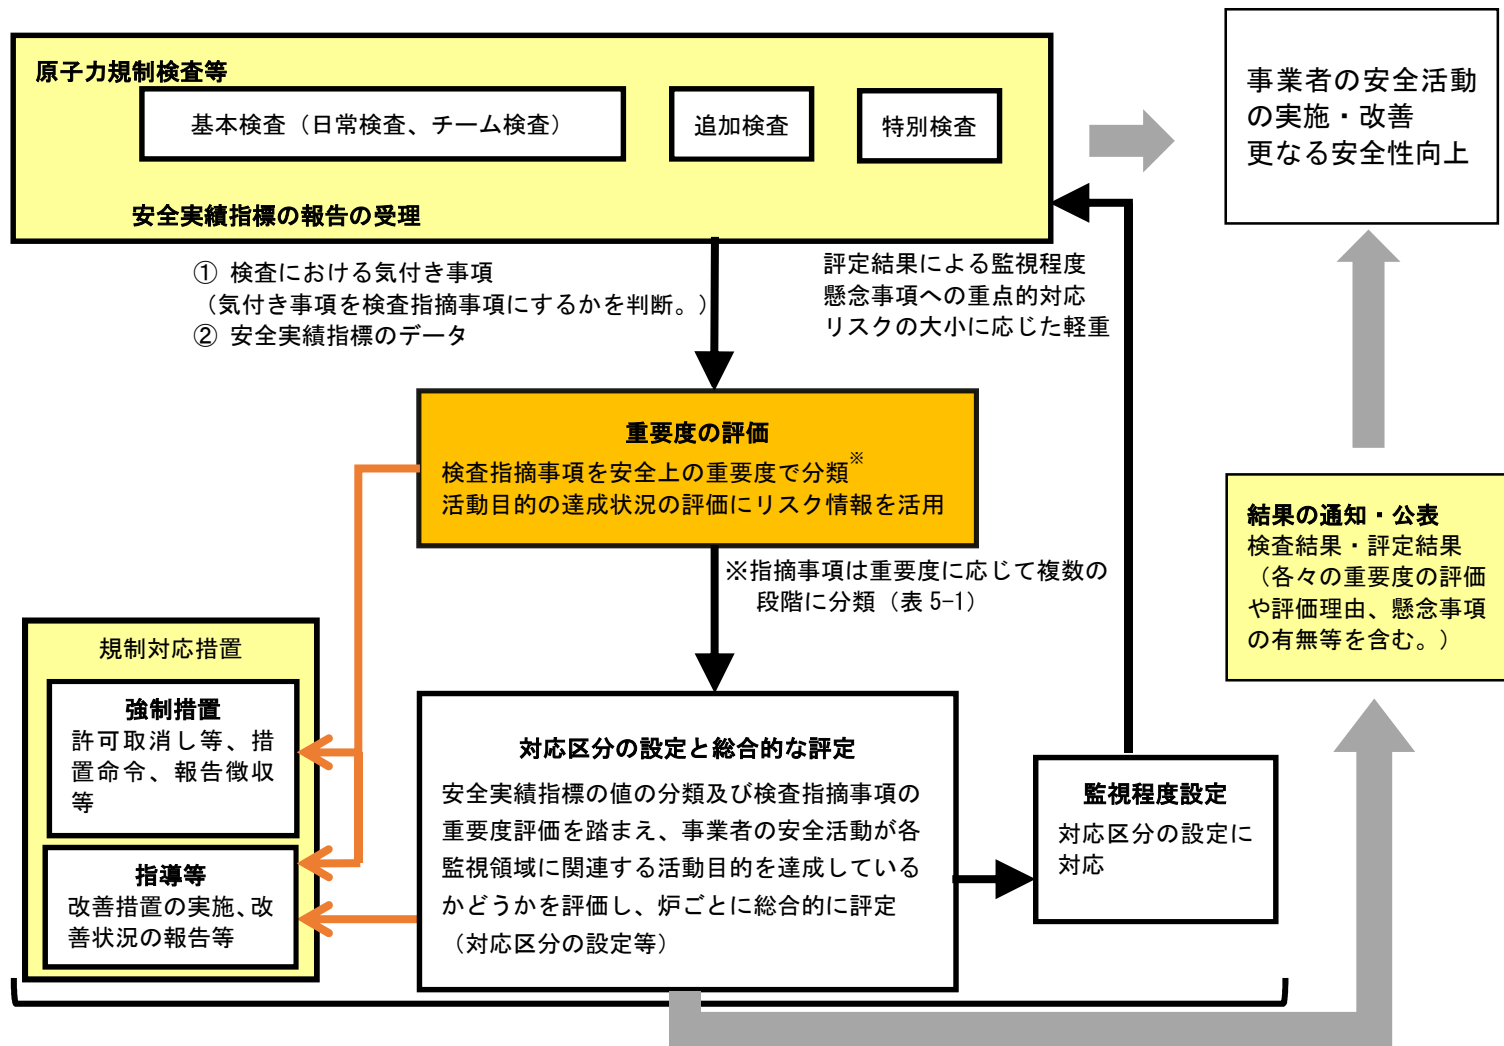 原子力規制検査等
基本検査（日常検査、チーム検査）
追加検査
特別検査
安全実績指標の報告の受理
事業者の安全活動
の実施・改善
更なる安全性向上
① 検査における気付き事項
（気付き事項を検査指摘事項にするかを判断。）
② 安全実績指標のデータ
評定結果による監視程度
懸念事項への重点的対応
リスクの大小に応じた軽重
重要度の評価
検査指摘事項を安全上の重要度で分類※
活動目的の達成状況の評価にリスク情報を活用
※指摘事項は重要度に応じて複数の
段階に分類（表 5-1）
結果の通知・公表
検査結果・評定結果
（各々の重要度の評価
や評価理由、懸念事項
の有無等を含む。）
規制対応措置
強制措置
許可取消し等、措
置命令、報告徴収
等
指導等
改善措置の実施、改
善状況の報告等
対応区分の設定と総合的な評定
安全実績指標の値の分類及び検査指摘事項の
重要度評価を踏まえ、事業者の安全活動が各
監視領域に関連する活動目的を達成している
かどうかを評価し、炉ごとに総合的に評定
（対応区分の設定等）
監視程度設定
対応区分の設定に
対応